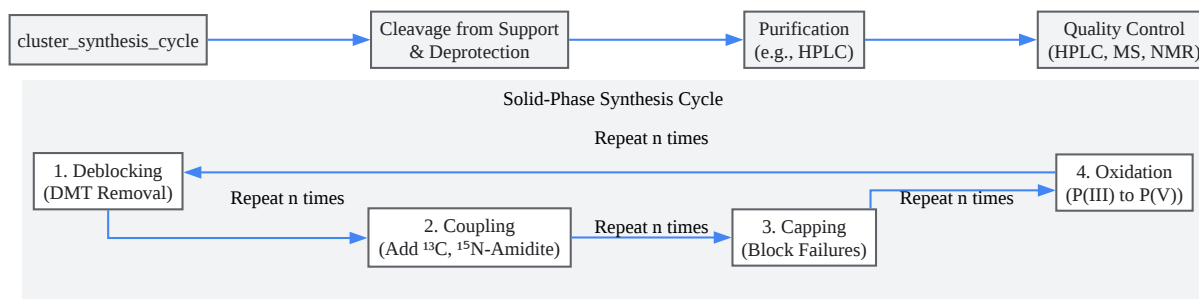 cluster_synthesis_cycle
Cleavage from Support
& Deprotection
Purification
(e.g., HPLC)
Quality Control
(HPLC, MS, NMR)
Solid-Phase Synthesis Cycle
Repeat n times
1. Deblocking
(DMT Removal)
Repeat n times
2. Coupling
(Add ¹³C, ¹⁵N-Amidite)
Repeat n times
3. Capping
(Block Failures)
Repeat n times
4. Oxidation
(P(III) to P(V))